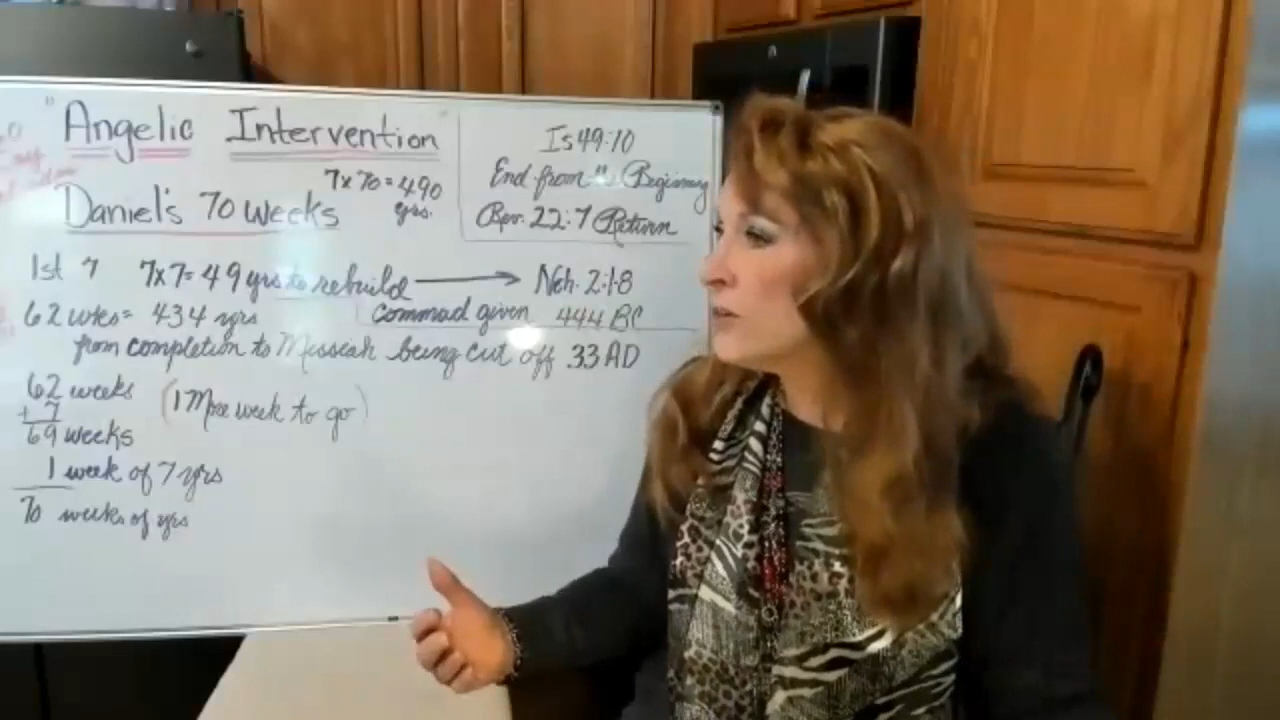 "Angelic Intervention"
7x70=490
yrs.
Daniel's 70 weeks
Is 49:10
End from " Beginning
Rev. 22:7 Return
1st 7 7x7=49 yrs to rebuild → Neh. 2:1-8
Commad given 444 BC
62 wks= 434 yrs
from completion to Messeah being cut off 33 AD
62 weeks
+ 7
69 weeks
(1 More week to go)
1 week of 7 yrs
70 weeks of yrs